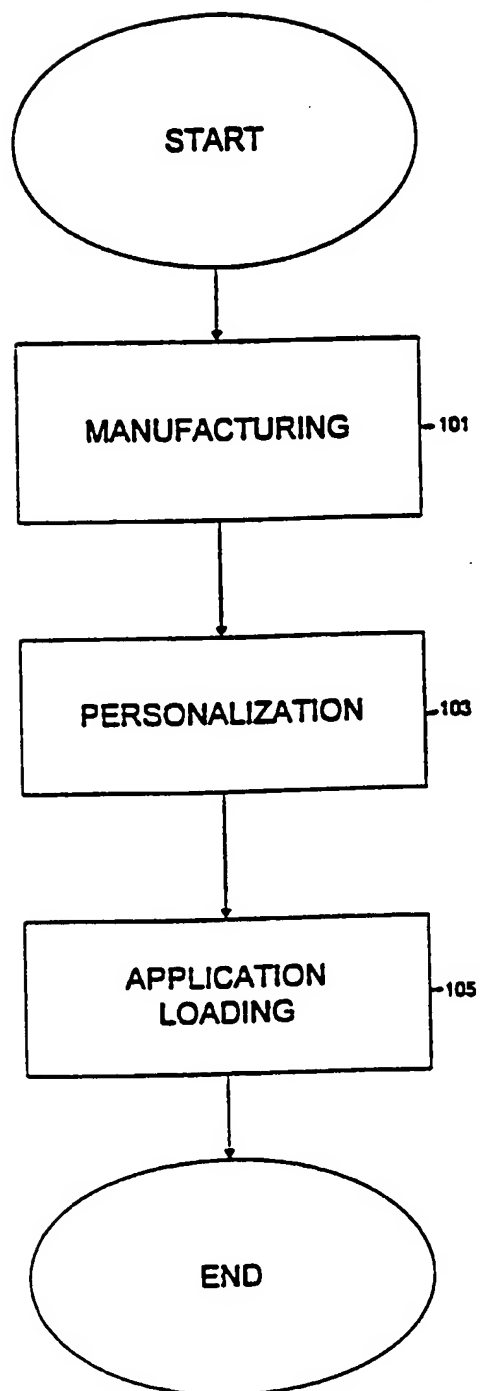 START
MANUFACTURING
101
PERSONALIZATION
103
APPLICATION
LOADING
105
END